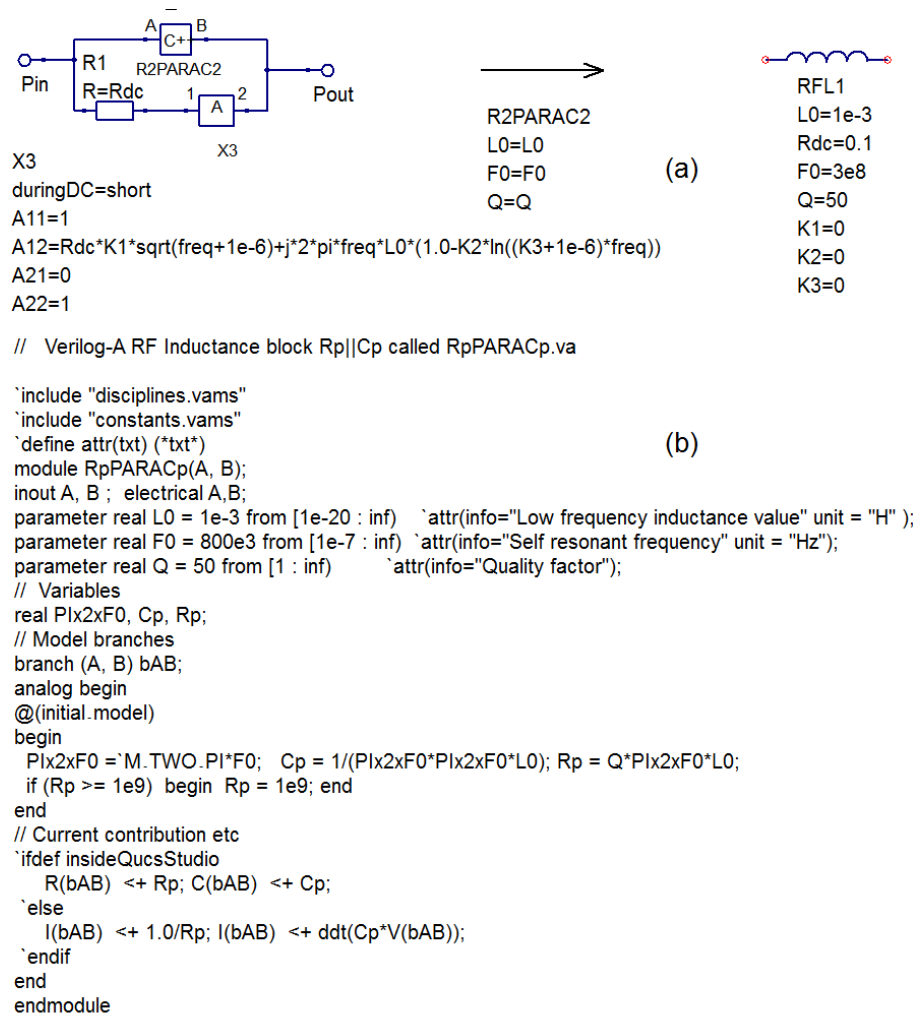 A B
C+
R1
R2PARAC2
Pin
R=Rdc
1 2
A
Pout
X3
X3
duringDC=short
A11=1
A12=Rdc*K1*sqrt(freq+1e-6)+j*2*pi*freq*L0*(1.0-K2*ln((K3+1e-6)*freq))
A21=0
A22=1
R2PARAC2
L0=L0
F0=F0
Q=Q
(a)
RFL1
L0=1e-3
Rdc=0.1
F0=3e8
Q=50
K1=0
K2=0
K3=0
// Verilog-A RF Inductance block Rp||Cp called RpPARACp.va
`include "disciplines.vams"
`include "constants.vams"
`define attr(txt) (*txt*)
(b)
module RpPARACp(A, B);
inout A, B ; electrical A,B;
parameter real L0 = 1e-3 from [1e-20 : inf) `attr(info="Low frequency inductance value" unit = "H" );
parameter real F0 = 800e3 from [1e-7 : inf) `attr(info="Self resonant frequency" unit = "Hz");
parameter real Q = 50 from [1 : inf) `attr(info="Quality factor");
// Variables
real PIx2xF0, Cp, Rp;
// Model branches
branch (A, B) bAB;
analog begin
@(initial_model)
begin
PIx2xF0 =`M_TWO_PI*F0; Cp = 1/(PIx2xF0*PIx2xF0*L0); Rp = Q*PIx2xF0*L0;
if (Rp >= 1e9) begin Rp = 1e9; end
end
// Current contribution etc
`ifdef insideQucsStudio
R(bAB) <+ Rp; C(bAB) <+ Cp;
`else
I(bAB) <+ 1.0/Rp; I(bAB) <+ ddt(Cp*V(bAB));
`endif
end
endmodule